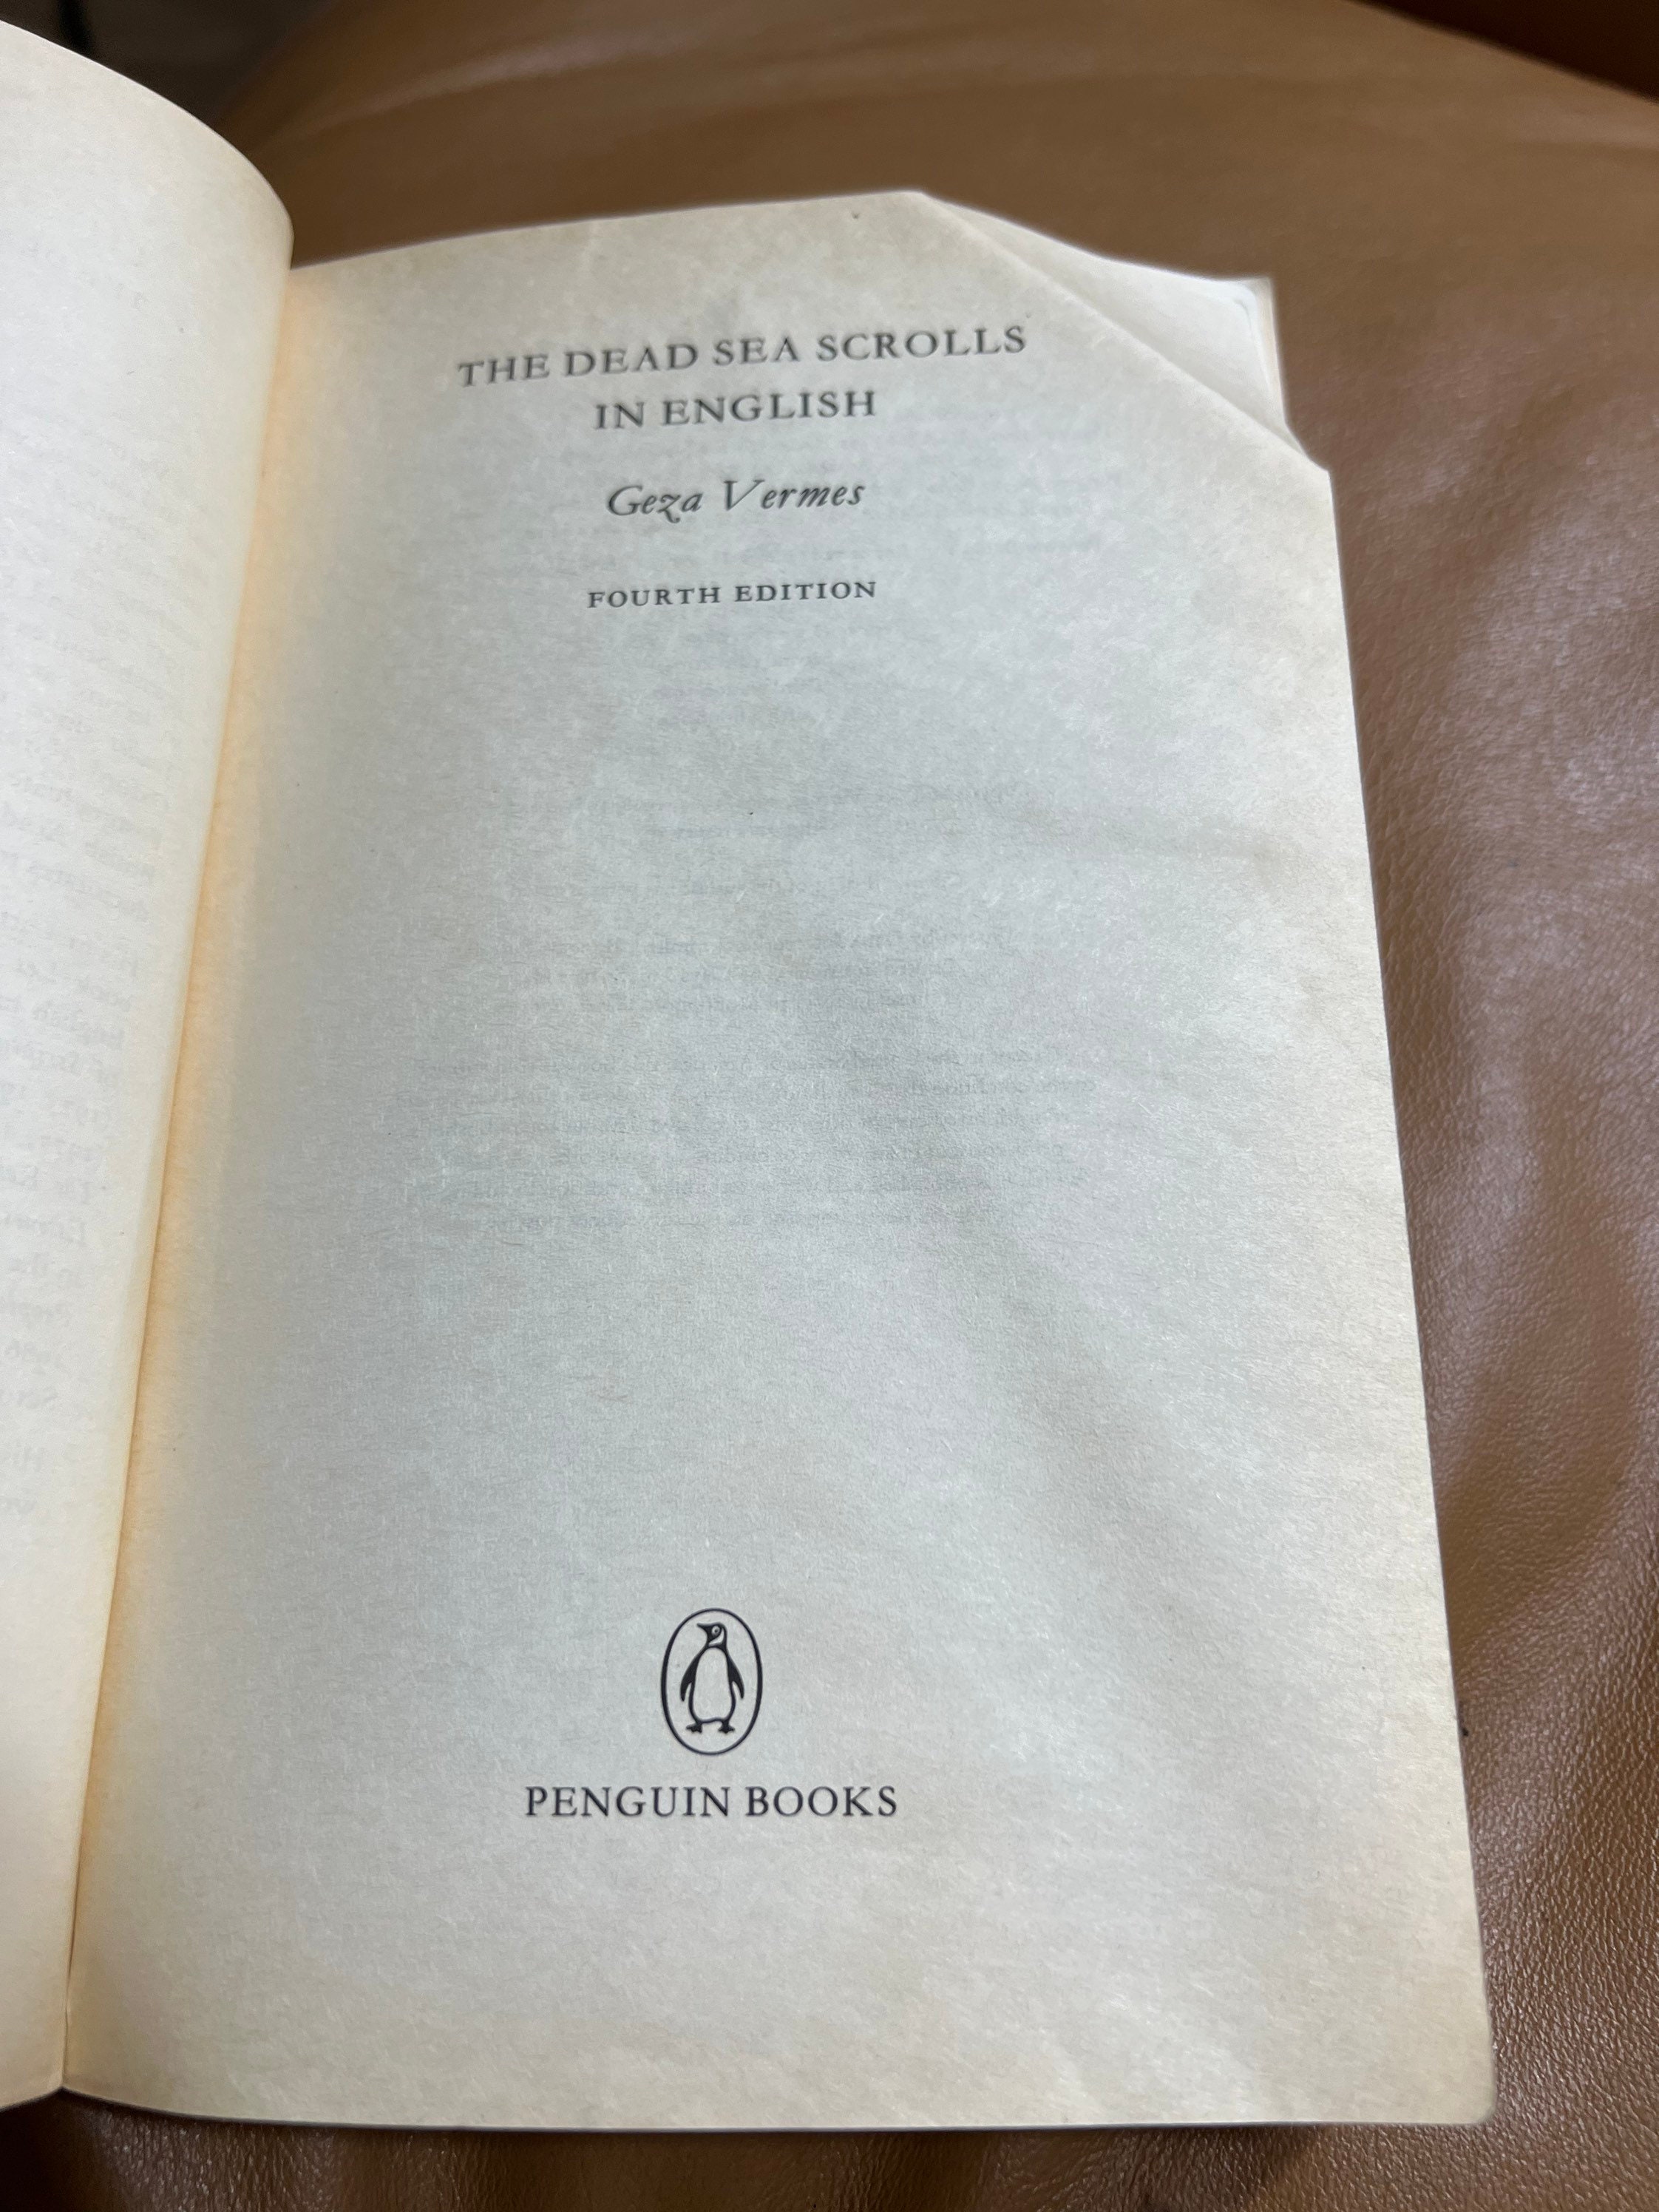 THE DEAD SEA SCROLLS
IN ENGLISH
Geza Vermes
FOURTH EDITION
PENGUIN BOOKS